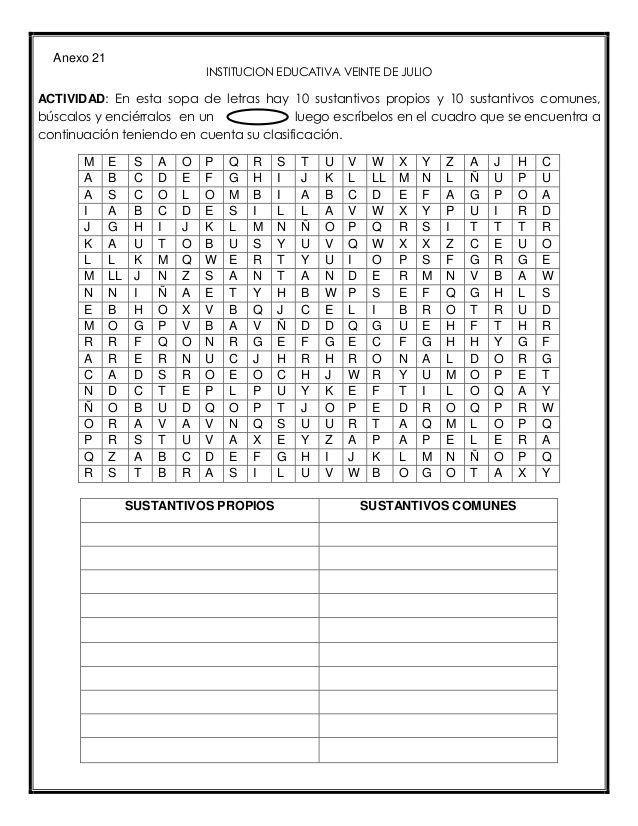 Anexo 21
INSTITUCION EDUCATIVA VEINTE DE JULIO
ACTIVIDAD: En esta sopa de letras hay 10 sustantivos propios y 10 sustantivos comunes,
búscalos y enciérralos en un luego escríbelos en el cuadro que se encuentra a
continuación teniendo en cuenta su clasificación.
M E S A O P Q R S T U V W X Y Z A J H C
A B C D E F G H I J K L LL M N L Ñ U P U
A S C O L O M B I A B C D E F A G P O A
I A B C D E S I L L A V W X Y P U I R D
J G H I J K L M N Ñ O P Q R S I T T T R
K A U T O B U S Y U V Q W X X Z C E U O
L L K M Q W E R T Y U I O P S F G R G E
M LL J N Z S A N T A N D E R M N V B A W
N N I Ñ A E T Y H B W P S E F Q G H L S
E B H O X V B Q J C E L I B R O T R U D
M O G P V B A V Ñ D D Q G U E H F T H R
R R F Q O N R G E F G E C F G H H Y G F
A R E R N U C J H R H R O N A L D O R G
C A D S R O E O C H J W R Y U M O P E T
N D C T E P L P U Y K E F T I L O Q A Y
Ñ O B U D Q O P T J O P E D R O Q P R W
O R A V A V N Q S U U R T A Q M L O P Q
P R S T U V A X E Y Z A P A P E L E R A
Q Z A B C D E F G H I J K L M N Ñ O P Q
R S T B R A S I L U V W B O G O T A X Y
SUSTANTIVOS PROPIOS SUSTANTIVOS COMUNES